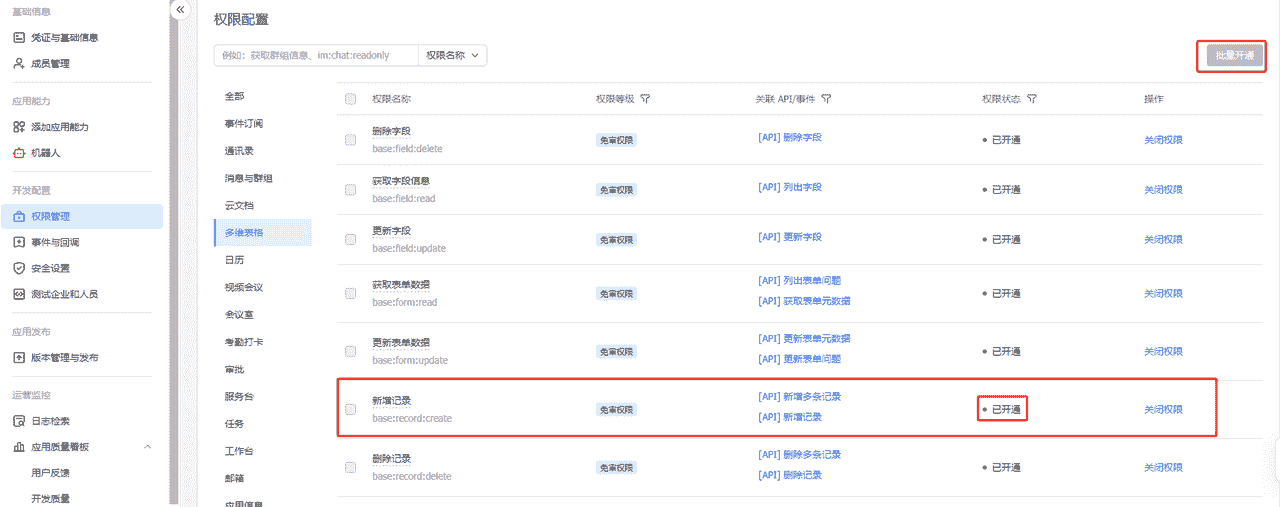 基础信息
凭证与基础信息
成员管理
应用能力
添加应用能力
机器人
开发配置
权限管理
事件与回调
安全设置
测试企业和人员
应用发布
版本管理与发布
运营监控
日志检索
应用质量看板
用户反馈
开发质量
权限配置
例如：获取群组信息、im:chat:readonly 权限名称
批量开通
全部
事件订阅
通讯录
消息与群组
云文档
多维表格
日历
视频会议
会议室
考勤打卡
审批
服务台
任务
工作台
邮箱
应用信息
权限名称 权限等级 关联 API/事件 权限状态 操作
删除字段 免审权限 [API] 删除字段 已开通 关闭权限
base:field:delete
获取字段信息 免审权限 [API] 列出字段 已开通 关闭权限
base:field:read
更新字段 免审权限 [API] 更新字段 已开通 关闭权限
base:field:update
获取表单数据 免审权限 [API] 列出表单问题 已开通 关闭权限
base:form:read [API] 获取表单元数据
更新表单数据 免审权限 [API] 更新表单元数据 已开通 关闭权限
base:form:update [API] 更新表单问题
新增记录 免审权限 [API] 新增多条记录 已开通 关闭权限
base:record:create [API] 新增记录
删除记录 免审权限 [API] 删除多条记录 已开通 关闭权限
base:record:delete [API] 删除记录